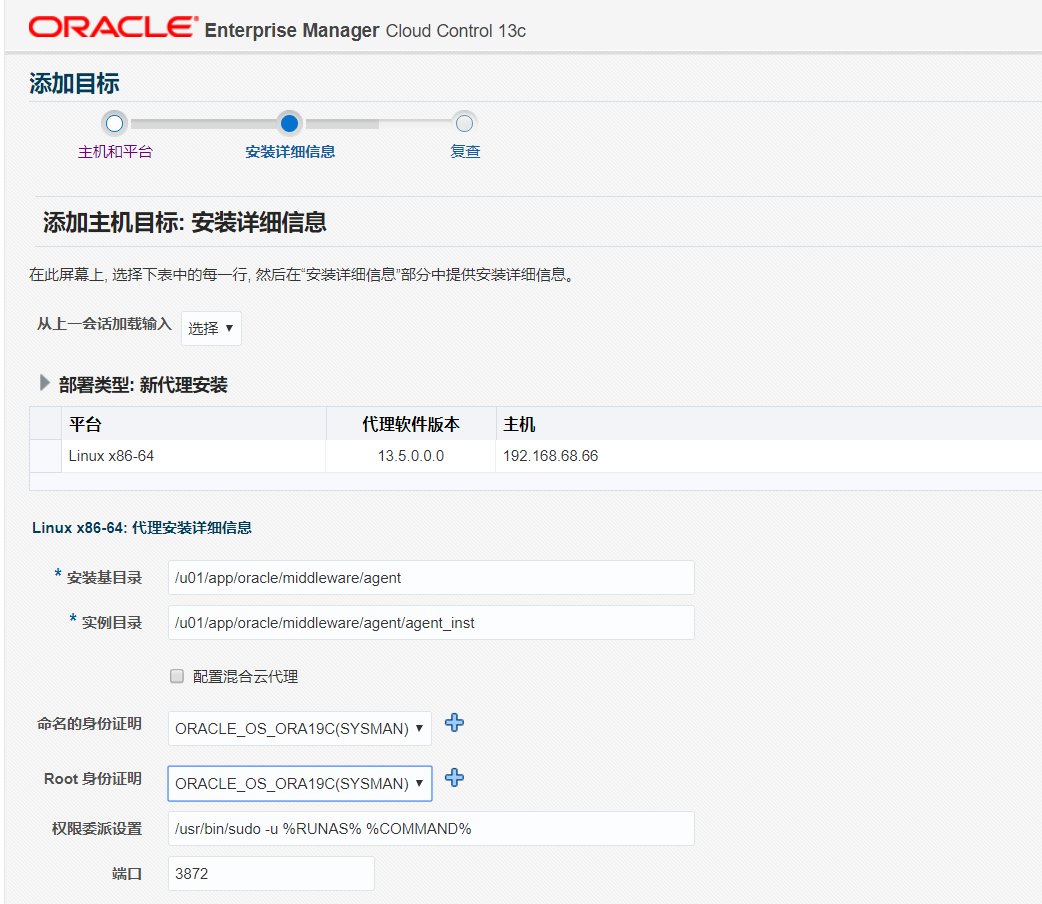 ORACLE® Enterprise Manager Cloud Control 13c
添加目标
主机和平台 安装详细信息 复查
添加主机目标: 安装详细信息
在此屏幕上, 选择下表中的每一行, 然后在“安装详细信息”部分中提供安装详细信息。
从上一会话加载输入 选择 ▼
部署类型: 新代理安装
平台 代理软件版本 主机
Linux x86-64 13.5.0.0.0 192.168.68.66
Linux x86-64: 代理安装详细信息
* 安装基目录 /u01/app/oracle/middleware/agent
* 实例目录 /u01/app/oracle/middleware/agent/agent_inst
配置混合云代理
命名的身份证明 ORACLE_OS_ORA19C(SYSMAN) ▼
Root 身份证明 ORACLE_OS_ORA19C(SYSMAN) ▼
权限委派设置 /usr/bin/sudo -u %RUNAS% %COMMAND%
端口 3872